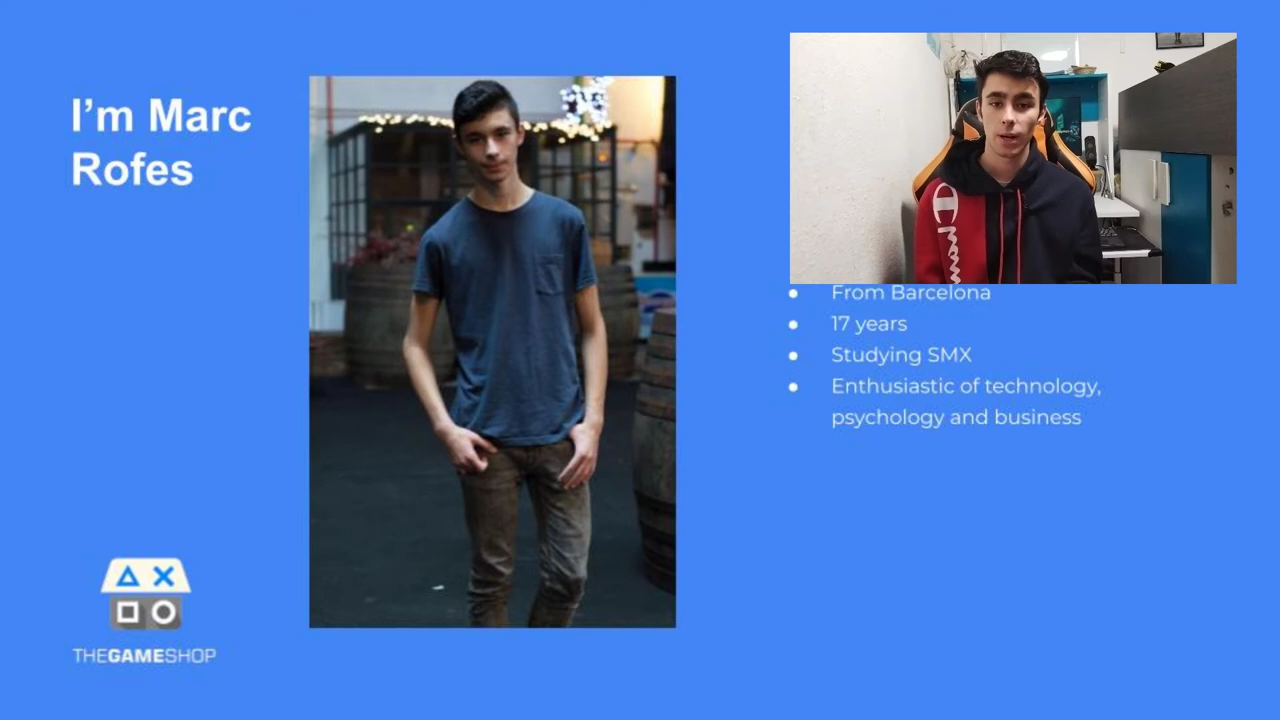 I'm Marc
Rofes
From Barcelona
17 years
Studying SMX
Enthusiastic of technology,
psychology and business
THEGAMESHOP